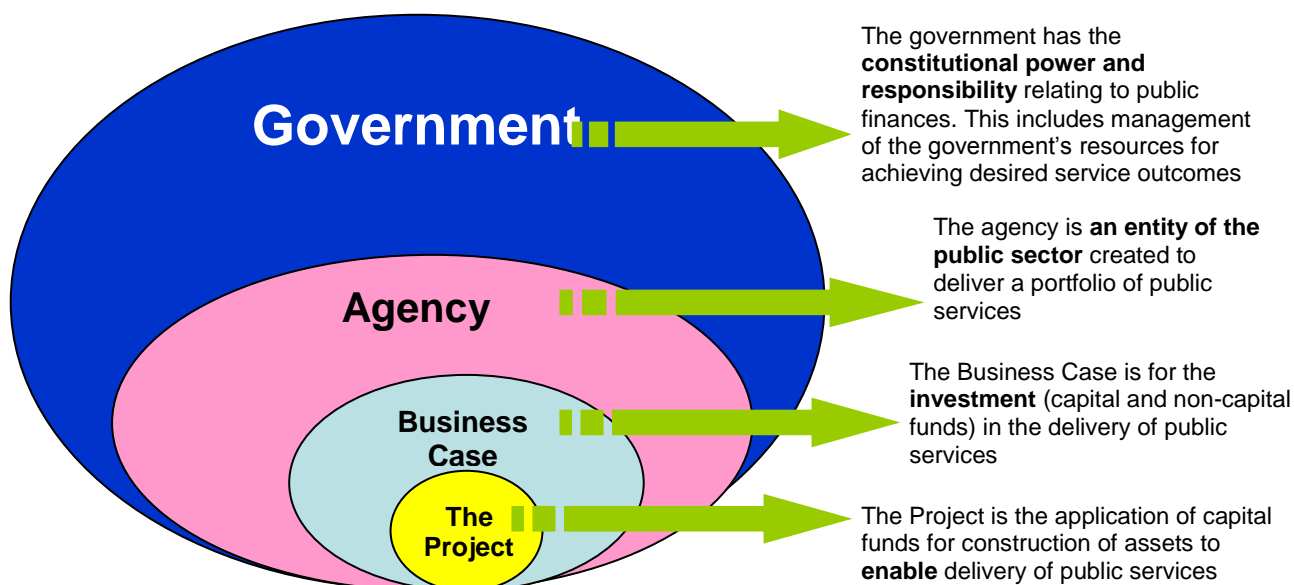 Government
The government has the
constitutional power and
responsibility relating to public
finances. This includes management
of the government’s resources for
achieving desired service outcomes
Agency
The agency is an entity of the
public sector created to
deliver a portfolio of public
services
Business
Case
The Business Case is for the
investment (capital and non-capital
funds) in the delivery of public
services
The
Project
The Project is the application of capital
funds for construction of assets to
enable delivery of public services